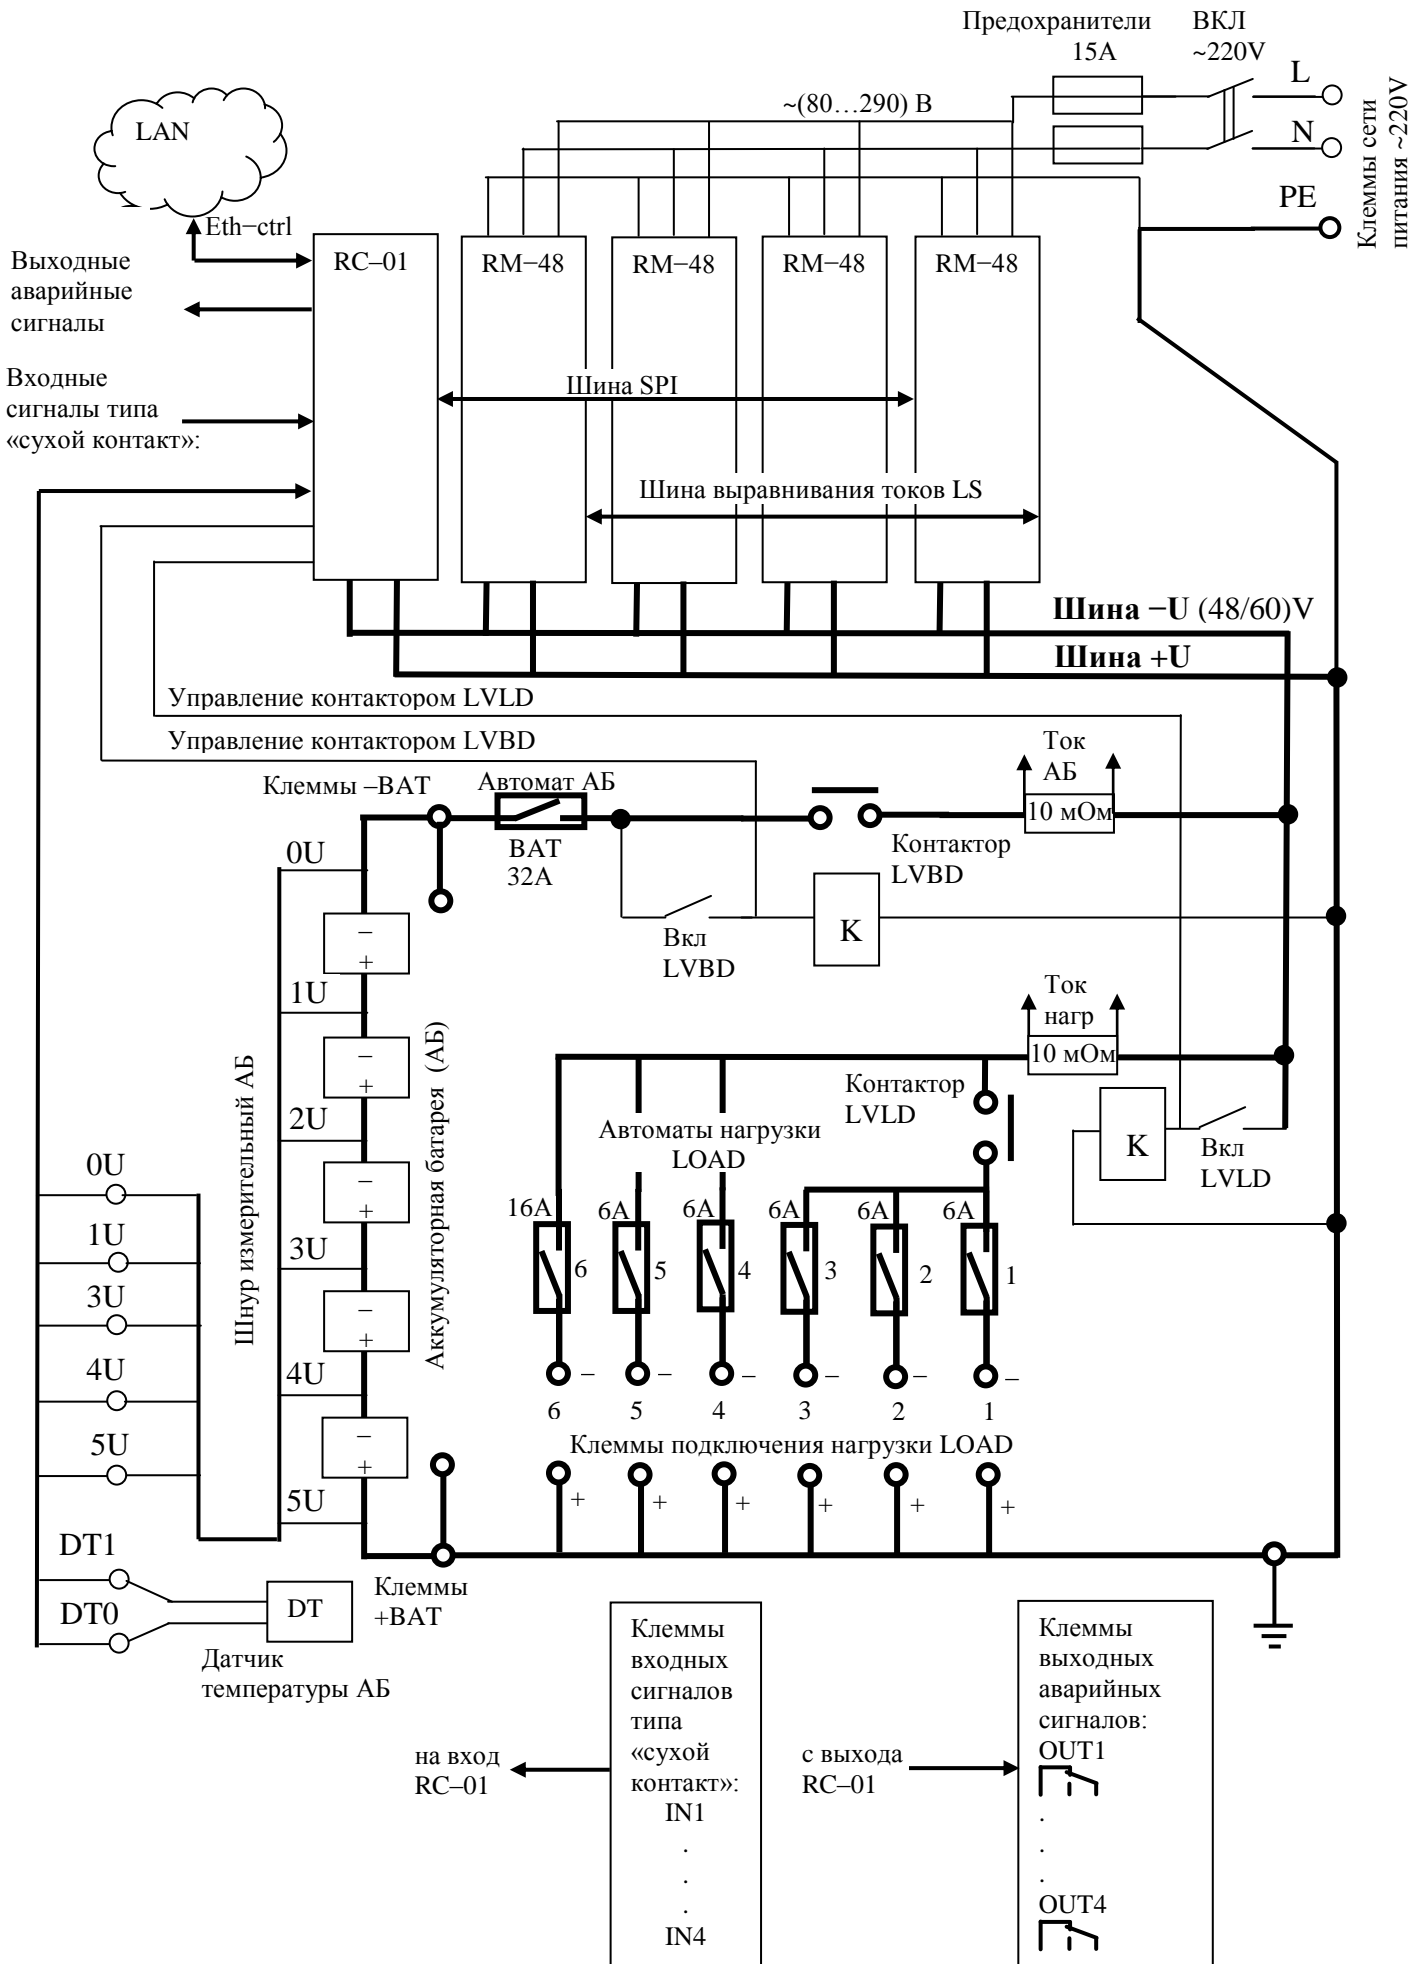 Предохранители
15А
ВКЛ
~220V
L
N
PE
Клеммы сети
питания ~220V
~(80…290) В
LAN
Eth−ctrl
Выходные
аварийные
сигналы
Входные
сигналы типа
«сухой контакт»:
RC–01
RM−48
RM−48
RM−48
RM−48
Шина SPI
Шина выравнивания токов LS
Шина −U (48/60)V
Шина +U
Управление контактором LVLD
Управление контактором LVBD
Клеммы –BAT
Автомат АБ
BAT
32A
Ток
АБ
10 мОм
Контактор
LVBD
Вкл
LVBD
K
0U
1U
2U
3U
4U
5U
–
+
–
+
–
+
–
+
–
+
Шнур измерительный АБ
Аккумуляторная батарея (АБ)
Ток
нагр
10 мОм
Контактор
LVLD
K
Вкл
LVLD
Автоматы нагрузки
LOAD
16A
6A
6A
6A
6A
6A
6
5
4
3
2
1
–
–
–
–
–
–
6
5
4
3
2
1
Клеммы подключения нагрузки LOAD
+
+
+
+
+
+
0U
1U
3U
4U
5U
DT1
DT0
DT
Датчик
температуры АБ
Клеммы
+BAT
на вход
RC–01
Клеммы
входных
сигналов
типа
«сухой
контакт»:
IN1
.
.
.
IN4
с выхода
RC–01
Клеммы
выходных
аварийных
сигналов:
OUT1
.
.
.
OUT4